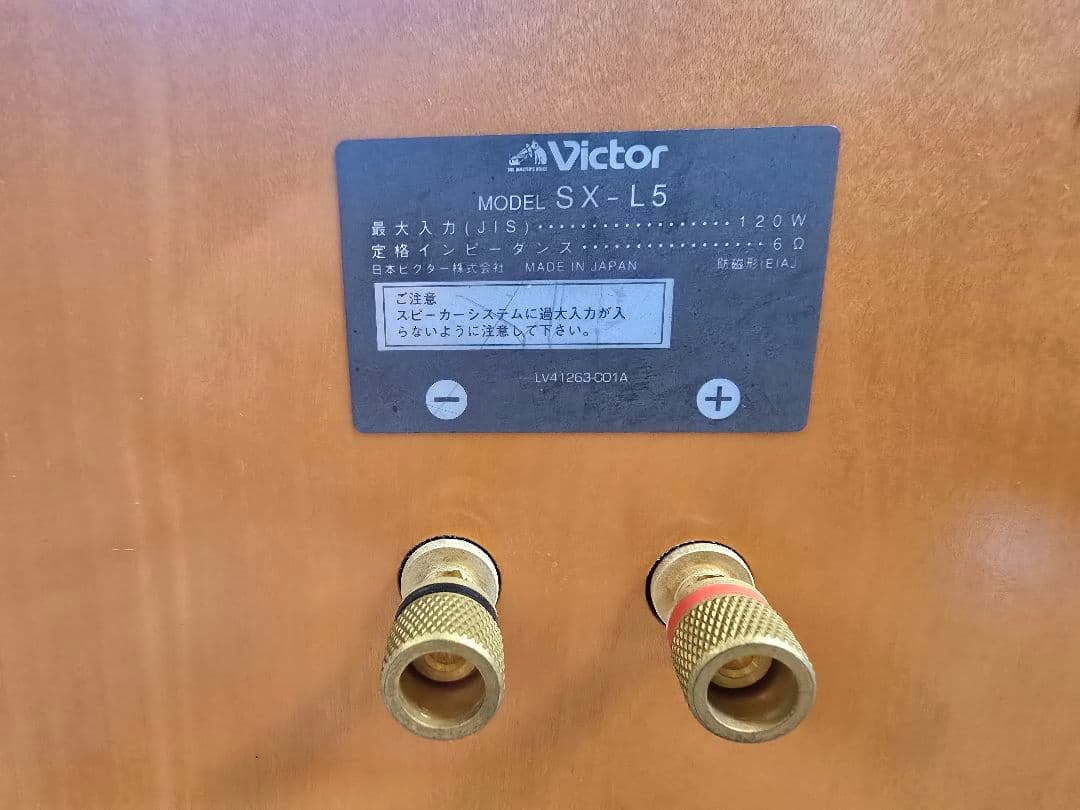 HIS MASTER'S VOICE
Victor
MODEL SX-L5
最大入力(JIS)··················120W
定格インピーダンス·················6Ω
日本ビクター株式会社 MADE IN JAPAN 防磁形(EIAJ)
ご注意
スピーカーシステムに過大入力が入
らないように注意して下さい。
LV41263-C01A
− +